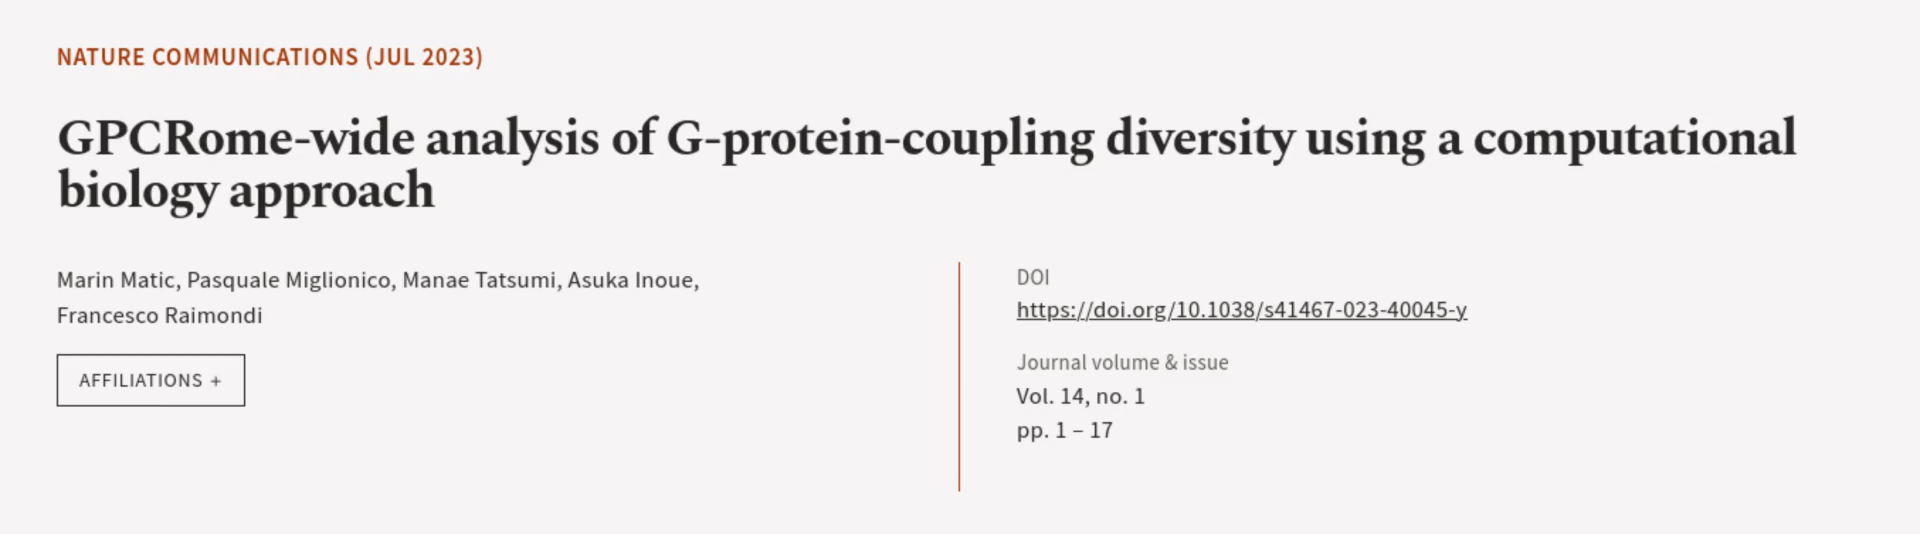 NATURE COMMUNICATIONS (JUL 2023)
GPCRome-wide analysis of G-protein-coupling diversity using a computational
biology approach
Marin Matic, Pasquale Miglionico, Manae Tatsumi, Asuka Inoue,
Francesco Raimondi
AFFILIATIONS +
DOI
https://doi.org/10.1038/s41467-023-40045-y
Journal volume & issue
Vol. 14, no. 1
pp. 1 – 17